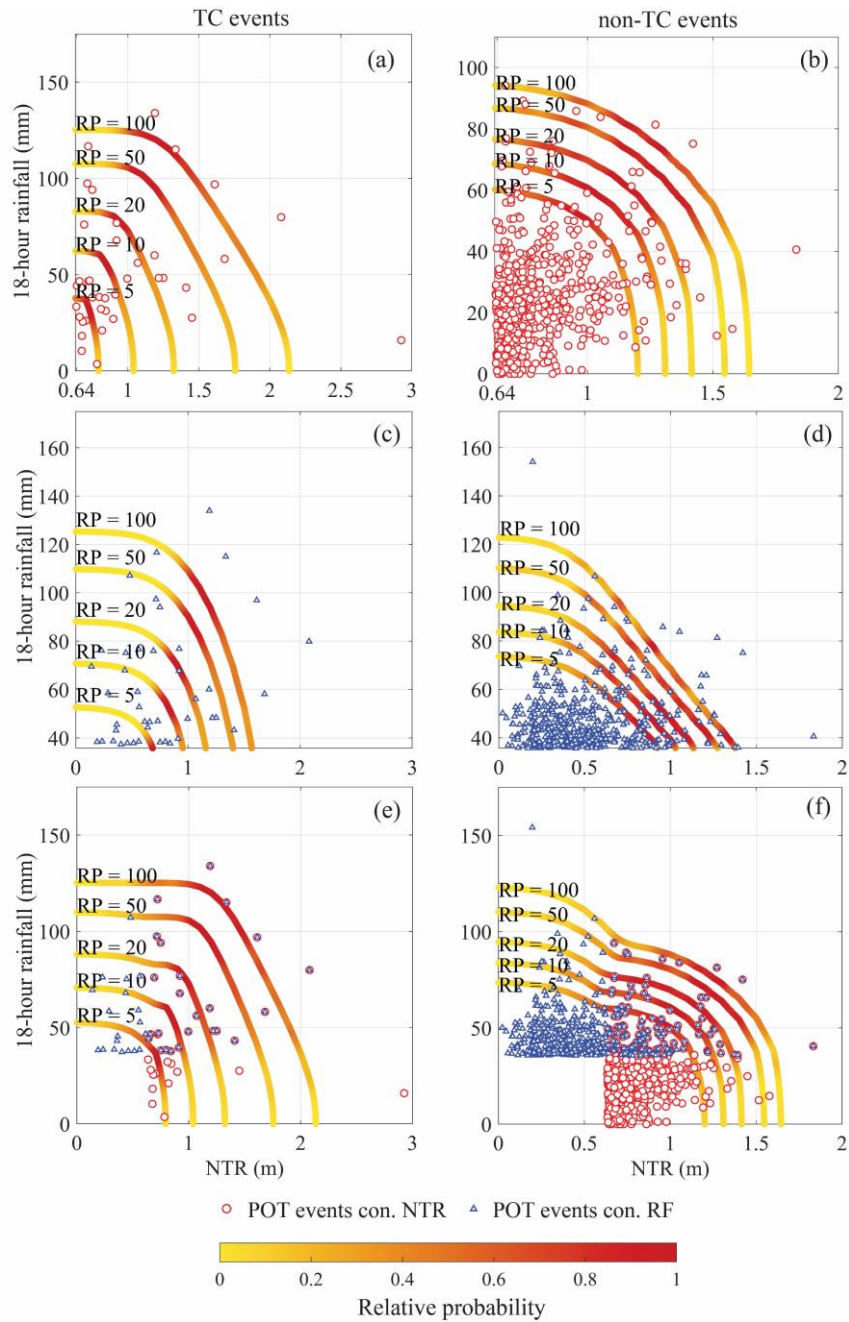 TC events
non-TC events
(a)
150
100
50
0
18-hour rainfall (mm)
RP = 100
RP = 50
RP = 20
RP = 10
RP = 5
0.64
1
1.5
2
2.5
3
(b)
100
80
60
40
20
0
RP = 100
RP = 50
RP = 20
RP = 10
RP = 5
0.64
1
1.5
2
(c)
160
140
120
100
80
60
40
18-hour rainfall (mm)
RP = 100
RP = 50
RP = 20
RP = 10
RP = 5
0
1
2
3
(d)
160
140
120
100
80
60
40
RP = 100
RP = 50
RP = 20
RP = 10
RP = 5
0
0.5
1
1.5
2
(e)
150
100
50
0
18-hour rainfall (mm)
RP = 100
RP = 50
RP = 20
RP = 10
RP = 5
0
1
2
3
NTR (m)
(f)
150
100
50
0
RP = 100
RP = 50
RP = 20
RP = 10
RP = 5
0
0.5
1
1.5
2
NTR (m)
POT events con. NTR
POT events con. RF
0
0.2
0.4
0.6
0.8
1
Relative probability